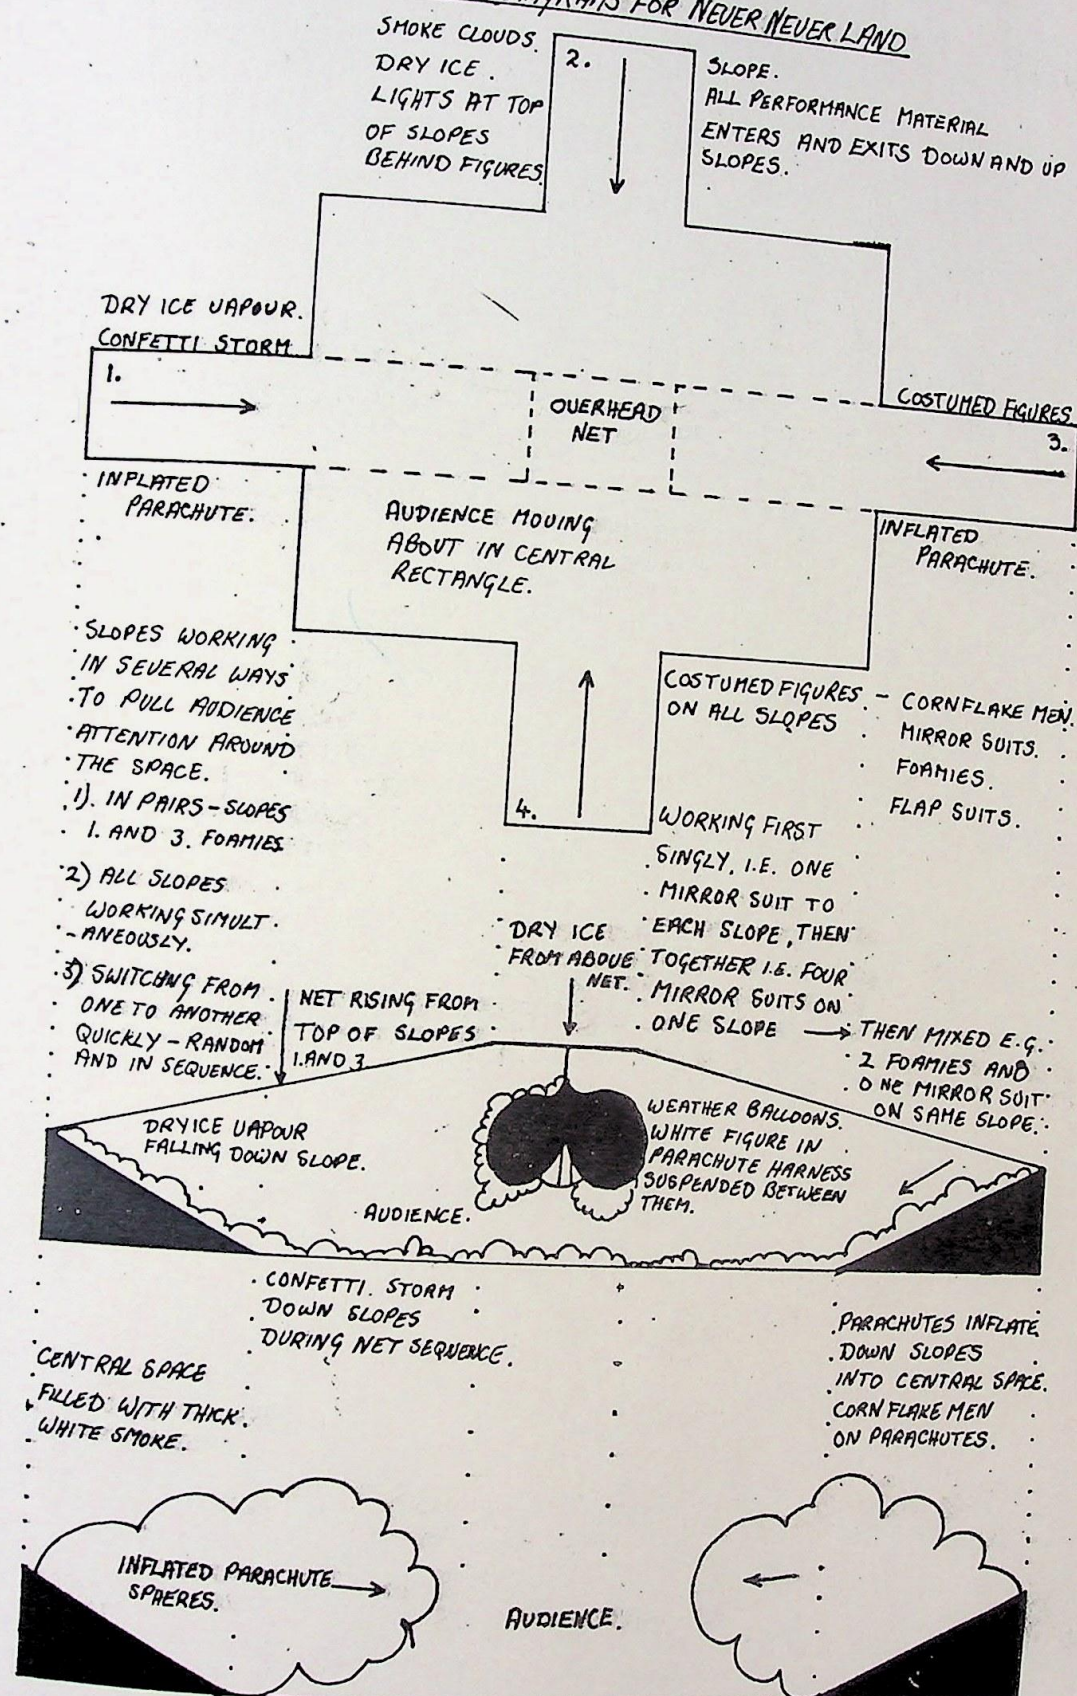 FOR NEVER NEVER LAND
SMOKE CLOUDS.
DRY ICE.
LIGHTS AT TOP
OF SLOPES
BEHIND FIGURES.
2.
SLOPE.
ALL PERFORMANCE MATERIAL
ENTERS AND EXITS DOWN AND UP
SLOPES.
DRY ICE VAPOUR.
CONFETTI STORM
1.
OVERHEAD
NET
COSTUMED FIGURES
3.
INFLATED
PARACHUTE.
AUDIENCE MOVING
ABOUT IN CENTRAL
RECTANGLE.
INFLATED
PARACHUTE.
SLOPES WORKING
IN SEVERAL WAYS
TO PULL AUDIENCE
ATTENTION AROUND
THE SPACE.
1). IN PAIRS - SLOPES
1. AND 3. FOAMIES
2) ALL SLOPES
WORKING SIMULT
-ANEOUSLY.
3) SWITCHNG FROM
ONE TO ANOTHER
QUICKLY - RANDOM
AND IN SEQUENCE.
4.
COSTUMED FIGURES -
ON ALL SLOPES
CORNFLAKE MEN.
MIRROR SUITS.
FOAMIES.
FLAP SUITS.
WORKING FIRST
SINGLY, I.E. ONE
MIRROR SUIT TO
EACH SLOPE, THEN
TOGETHER I.E. FOUR
MIRROR SUITS ON
ONE SLOPE
THEN MIXED E.G.
2 FOAMIES AND
ONE MIRROR SUIT
ON SAME SLOPE.
DRY ICE
FROM ABOVE
NET.
NET RISING FROM
TOP OF SLOPES
1. AND 3.
DRY ICE VAPOUR
FALLING DOWN SLOPE.
AUDIENCE.
WEATHER BALLOONS.
WHITE FIGURE IN
PARACHUTE HARNESS
SUSPENDED BETWEEN
THEM.
CONFETTI. STORM
DOWN SLOPES
DURING NET SEQUENCE.
CENTRAL SPACE
FILLED WITH THICK
WHITE SMOKE.
PARACHUTES INFLATE
DOWN SLOPES
INTO CENTRAL SPACE.
CORNFLAKE MEN
ON PARACHUTES.
INFLATED PARACHUTE
SPHERES.
AUDIENCE.